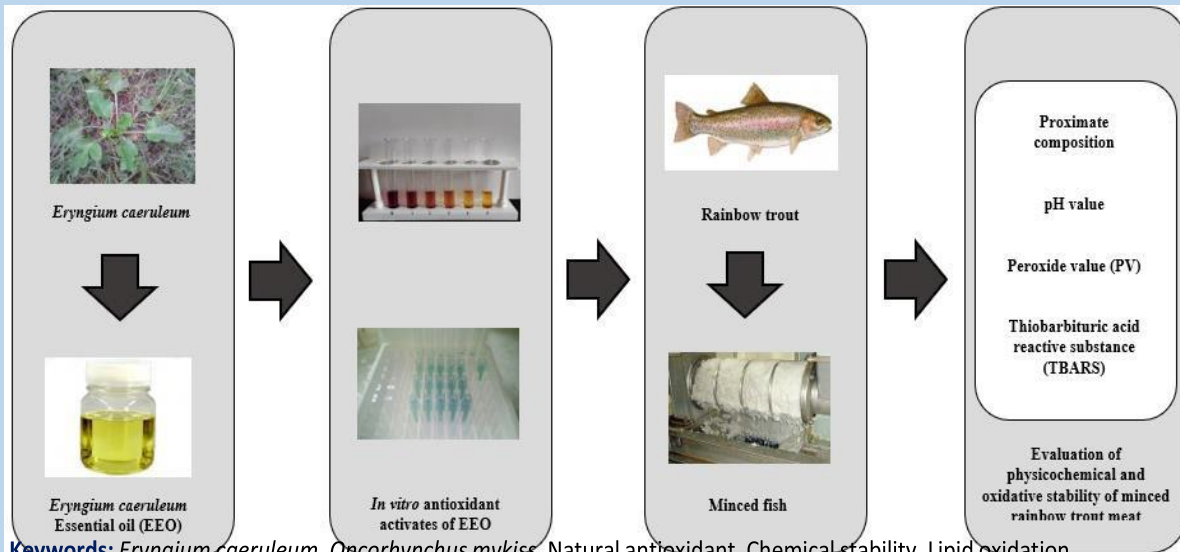 Eryngium caeruleum
Eryngium caeruleum
Essential oil (EEO)
In vitro antioxidant
activates of EEO
Rainbow trout
Minced fish
Proximate
composition
pH value
Peroxide value (PV)
Thiobarbituric acid
reactive substance
(TBARS)
Evaluation of
physicochemical and
oxidative stability of minced
rainbow trout meat
Keywords: Eryngium caeruleum, Oncorhynchus mykiss, Natural antioxidant, Chemical stability, Lipid oxidation